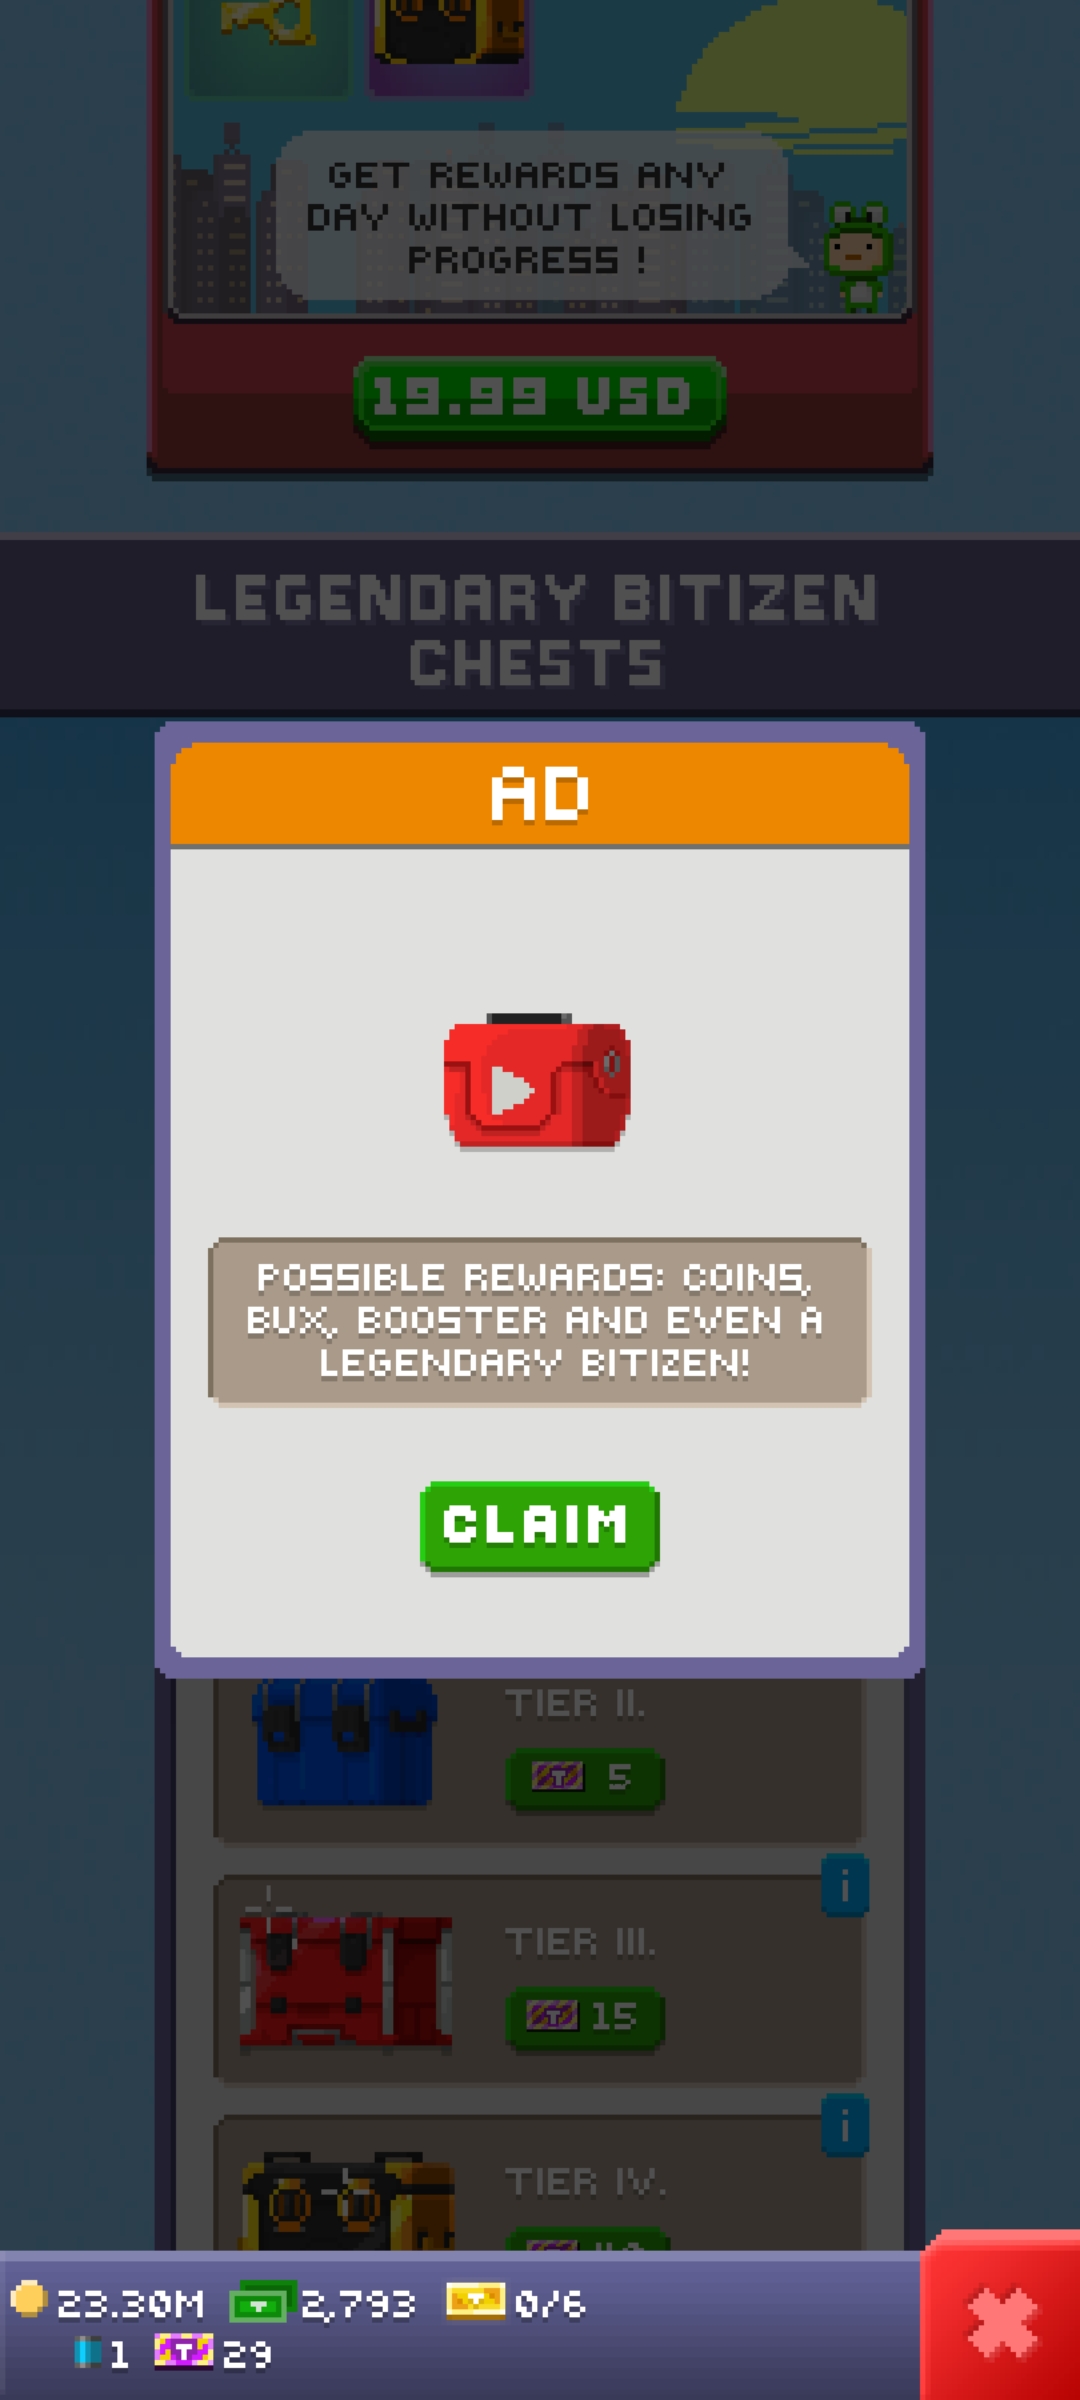 GET REWARDS ANY
DAY WITHOUT LOSING
PROGRESS !
19.99 USD
LEGENDARY BITIZEN
CHESTS
AD
POSSIBLE REWARDS: COINS,
BUX, BOOSTER AND EVEN A
LEGENDARY BITIZEN!
CLAIM
TIER II.
T 5
i
TIER III.
T 15
i
TIER IV.
23.30M 2,793 0/6
1 T 29